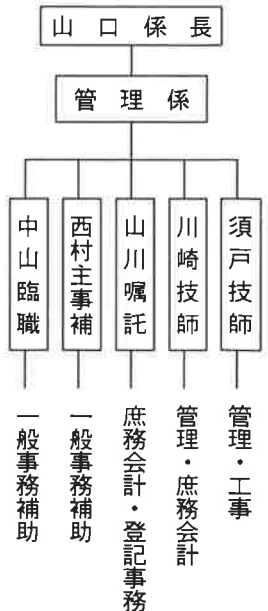 山口係長
管理係
須戸技師
管理・工事
川崎技師
管理・庶務会計
山川嘱託
庶務会計・登記事務
西村主事補
一般事務補助
中山臨職
一般事務補助